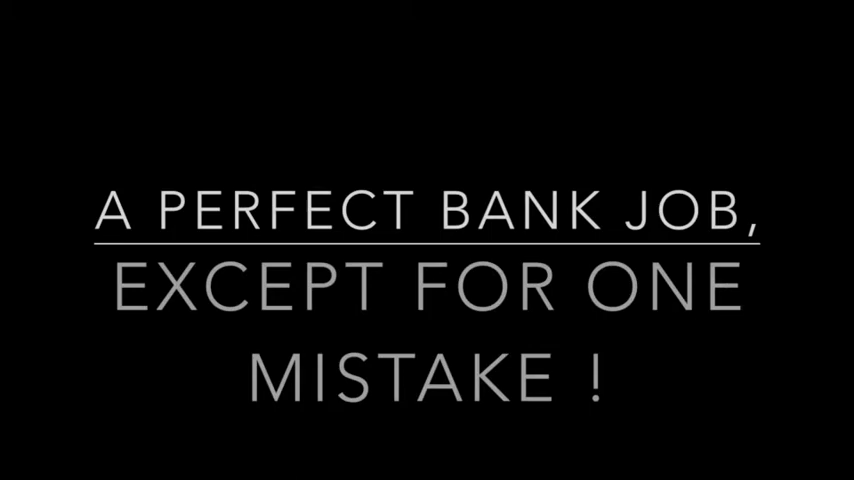 A PERFECT BANK JOB,
EXCEPT FOR ONE
MISTAKE !